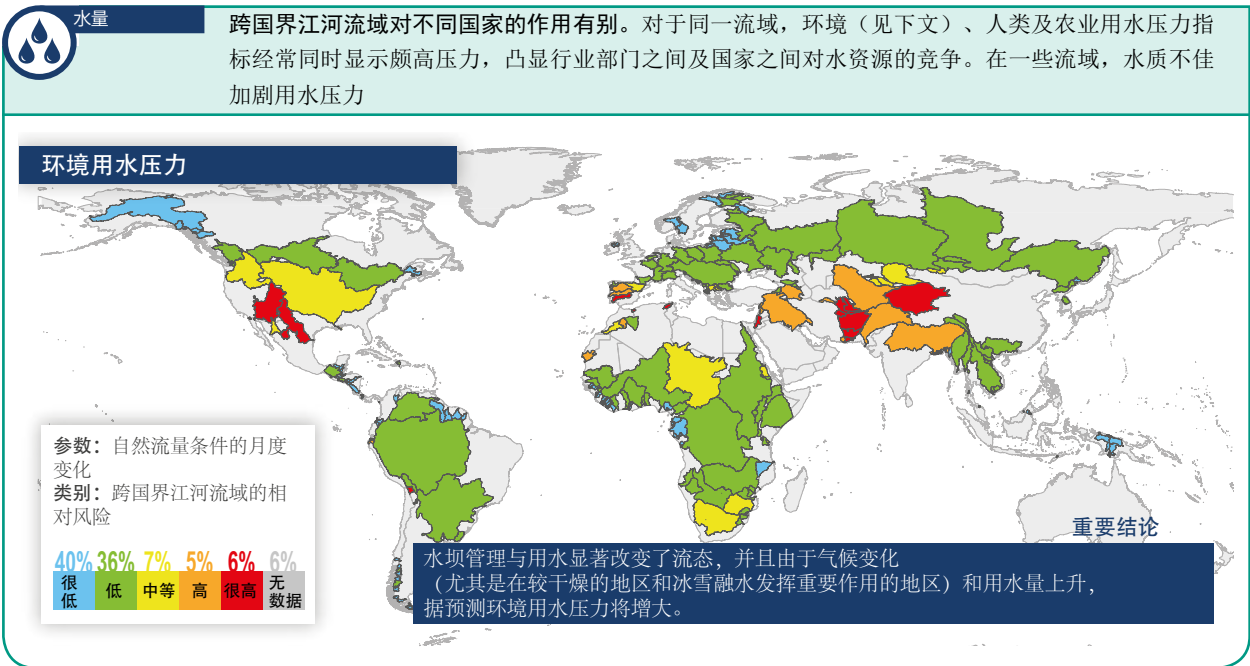 水量
跨国界江河流域对不同国家的作用有别。对于同一流域，环境（见下文）、人类及农业用水压力指
标经常同时显示颇高压力，凸显行业部门之间及国家之间对水资源的竞争。在一些流域，水质不佳
加剧用水压力
环境用水压力
参数：自然流量条件的月度
变化
类别：跨国界江河流域的相
对风险
40% 36% 7% 5% 6% 6%
很低 低 中等 高 很高 无数据
重要结论
水坝管理与用水显著改变了流态，并且由于气候变化
（尤其是在较干燥的地区和冰雪融水发挥重要作用的地区）和用水量上升，
据预测环境用水压力将增大。